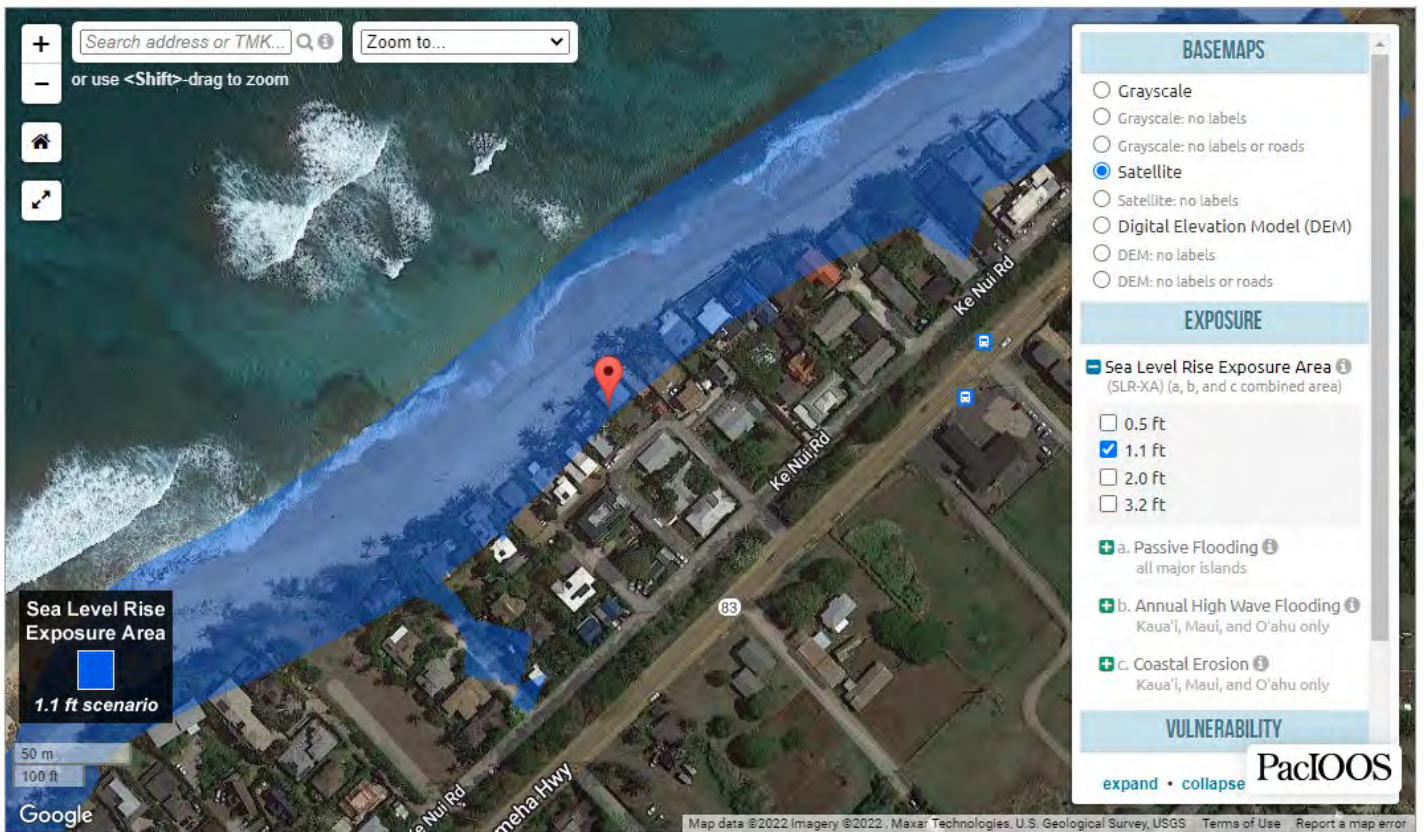 +
Search address or TMK...
Zoom to...
−
or use <Shift>-drag to zoom
BASEMAPS
Grayscale
Grayscale: no labels
Grayscale: no labels or roads
Satellite
Satellite: no labels
Digital Elevation Model (DEM)
DEM: no labels
DEM: no labels or roads
EXPOSURE
Sea Level Rise Exposure Area
(SLR-XA) (a, b, and c combined area)
0.5 ft
1.1 ft
2.0 ft
3.2 ft
a. Passive Flooding
all major islands
b. Annual High Wave Flooding
Kaua'i, Maui, and O'ahu only
c. Coastal Erosion
Kaua'i, Maui, and O'ahu only
VULNERABILITY
expand • collapse
PacIOOS
Ke Nui Rd
Ke Nui Rd
83
Sea Level Rise
Exposure Area
1.1 ft scenario
50 m
100 ft
Google
e Nui Rd
meha Hwy
Map data ©2022 Imagery ©2022 , Maxar Technologies, U.S. Geological Survey, USGS
Terms of Use
Report a map error